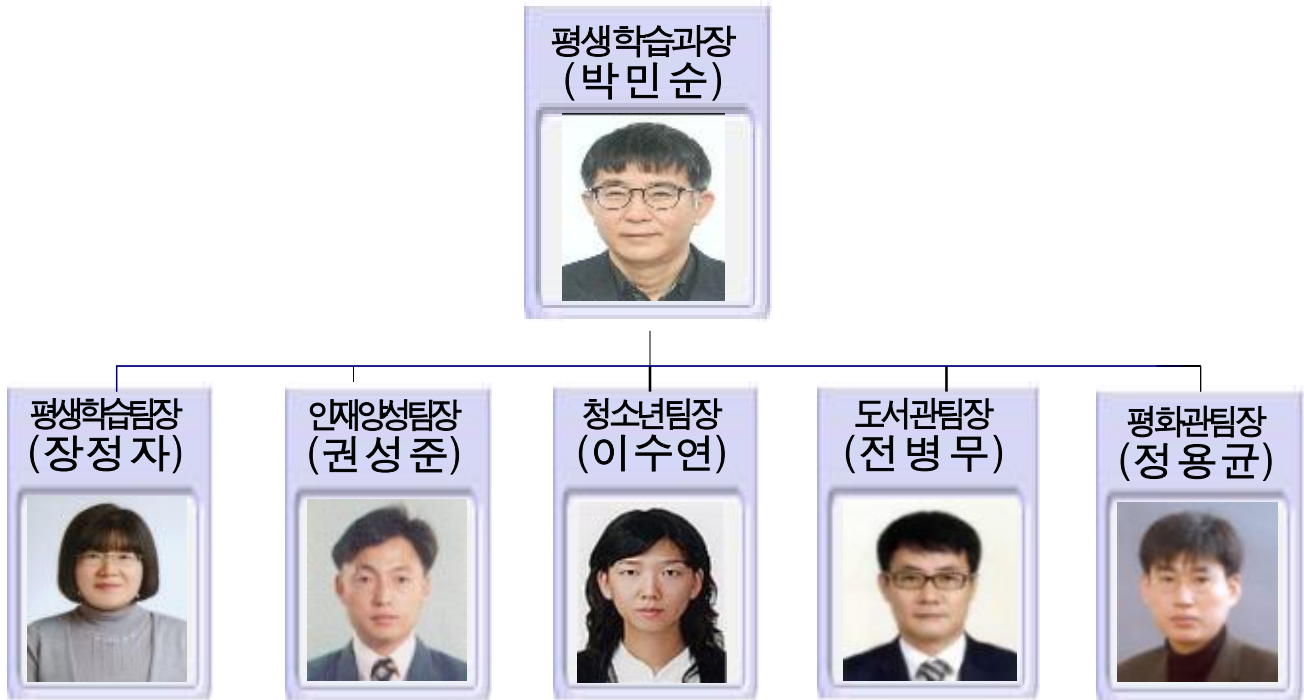 평생학습과장
(박민순)
평생학습팀장
(장정자)
인재양성팀장
(권성준)
청소년팀장
(이수연)
도서관팀장
(전병무)
평화관팀장
(정용균)